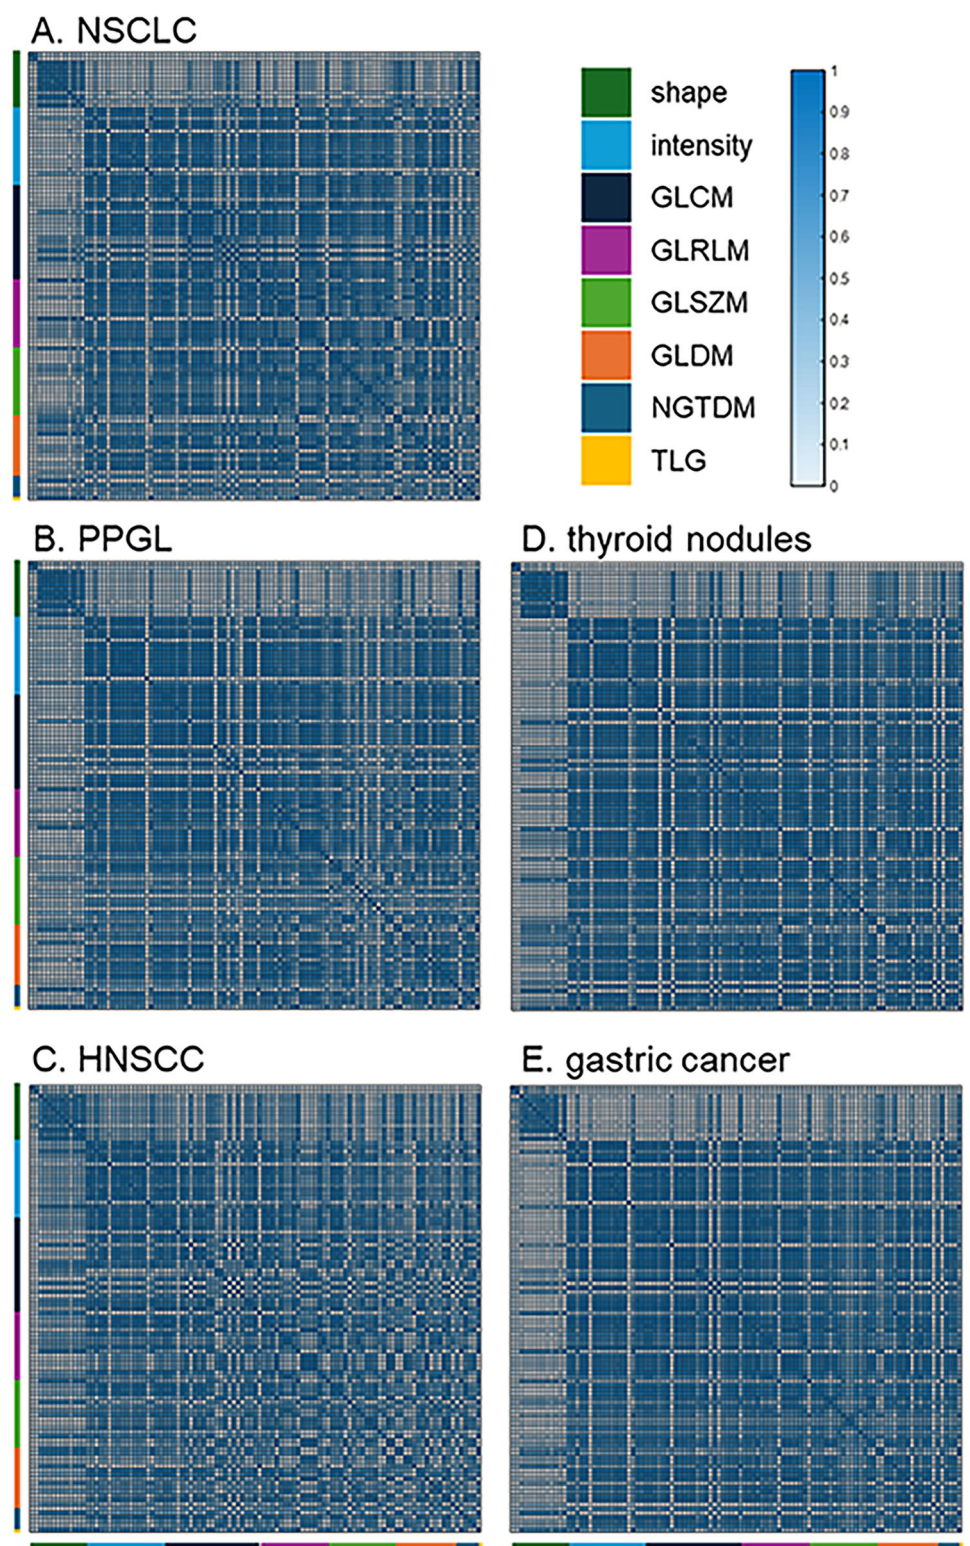 A. NSCLC
shape
intensity
GLCM
GLRLM
GLSZM
GLDM
NGTDM
TLG
1
0.9
0.8
0.7
0.6
0.5
0.4
0.3
0.2
0.1
0
B. PPGL
D. thyroid nodules
C. HNSCC
E. gastric cancer